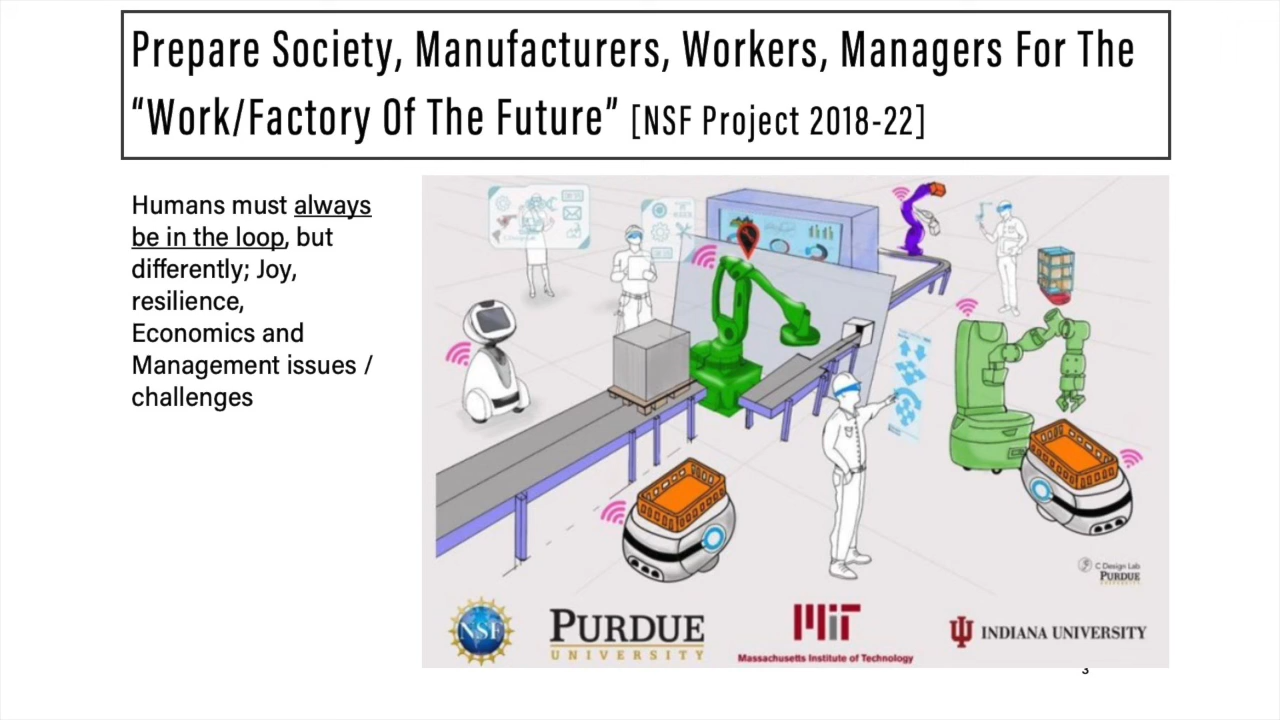 Prepare Society, Manufacturers, Workers, Managers For The
“Work/Factory Of The Future” [NSF Project 2018-22]
Humans must always
be in the loop, but
differently; Joy,
resilience,
Economics and
Management issues /
challenges
C Design Lab
PURDUE
NSF
PURDUE
UNIVERSITY
MIT
Massachusetts Institute of Technology
INDIANA UNIVERSITY
3